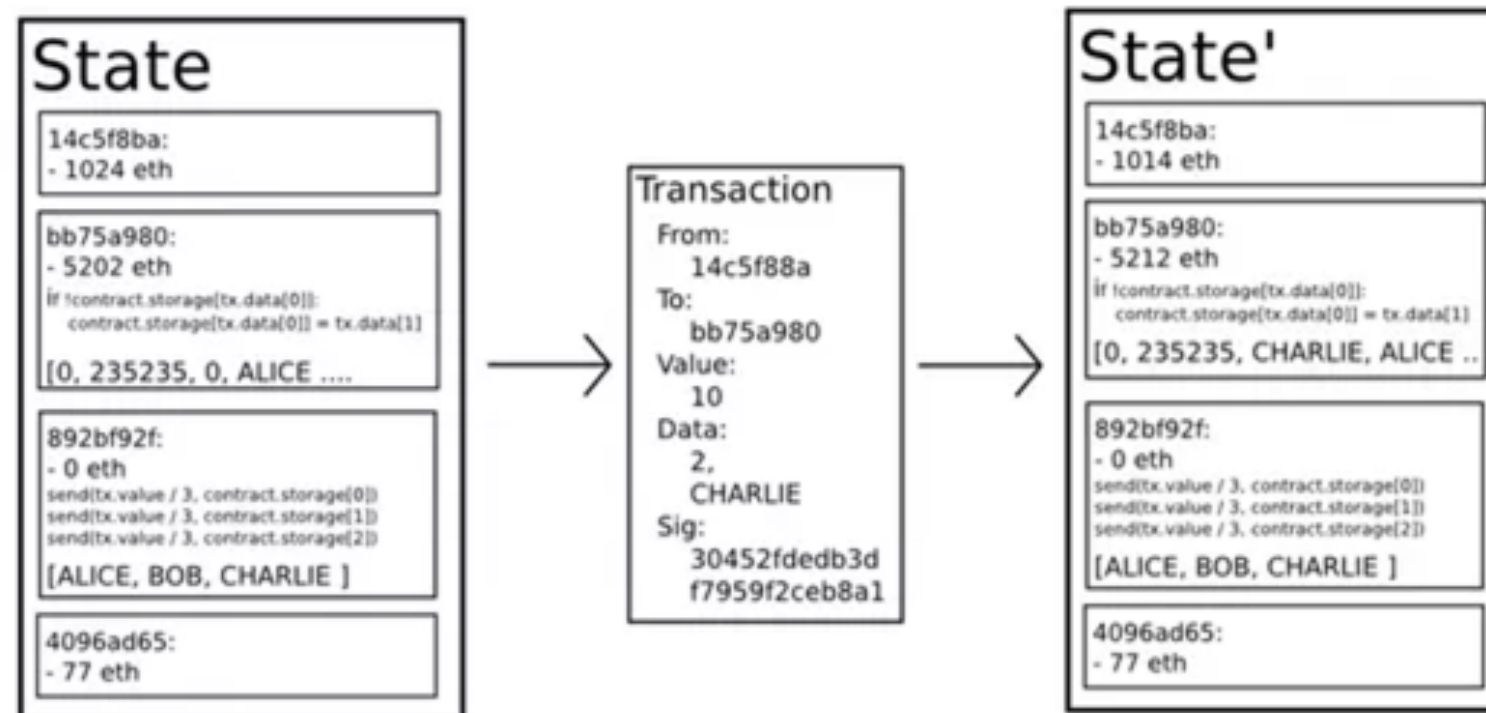 State
14c5f8ba:
- 1024 eth
bb75a980:
- 5202 eth
if !contract.storage[tx.data[0]]:
contract.storage[tx.data[0]] = tx.data[1]
[0, 235235, 0, ALICE ....
892bf92f:
- 0 eth
send(tx.value / 3, contract.storage[0])
send(tx.value / 3, contract.storage[1])
send(tx.value / 3, contract.storage[2])
[ALICE, BOB, CHARLIE ]
4096ad65:
- 77 eth
Transaction
From:
14c5f88a
To:
bb75a980
Value:
10
Data:
2,
CHARLIE
Sig:
30452fdedb3d
f7959f2ceb8a1
State'
14c5f8ba:
- 1014 eth
bb75a980:
- 5212 eth
if !contract.storage[tx.data[0]]:
contract.storage[tx.data[0]] = tx.data[1]
[0, 235235, CHARLIE, ALICE ..
892bf92f:
- 0 eth
send(tx.value / 3, contract.storage[0])
send(tx.value / 3, contract.storage[1])
send(tx.value / 3, contract.storage[2])
[ALICE, BOB, CHARLIE ]
4096ad65:
- 77 eth